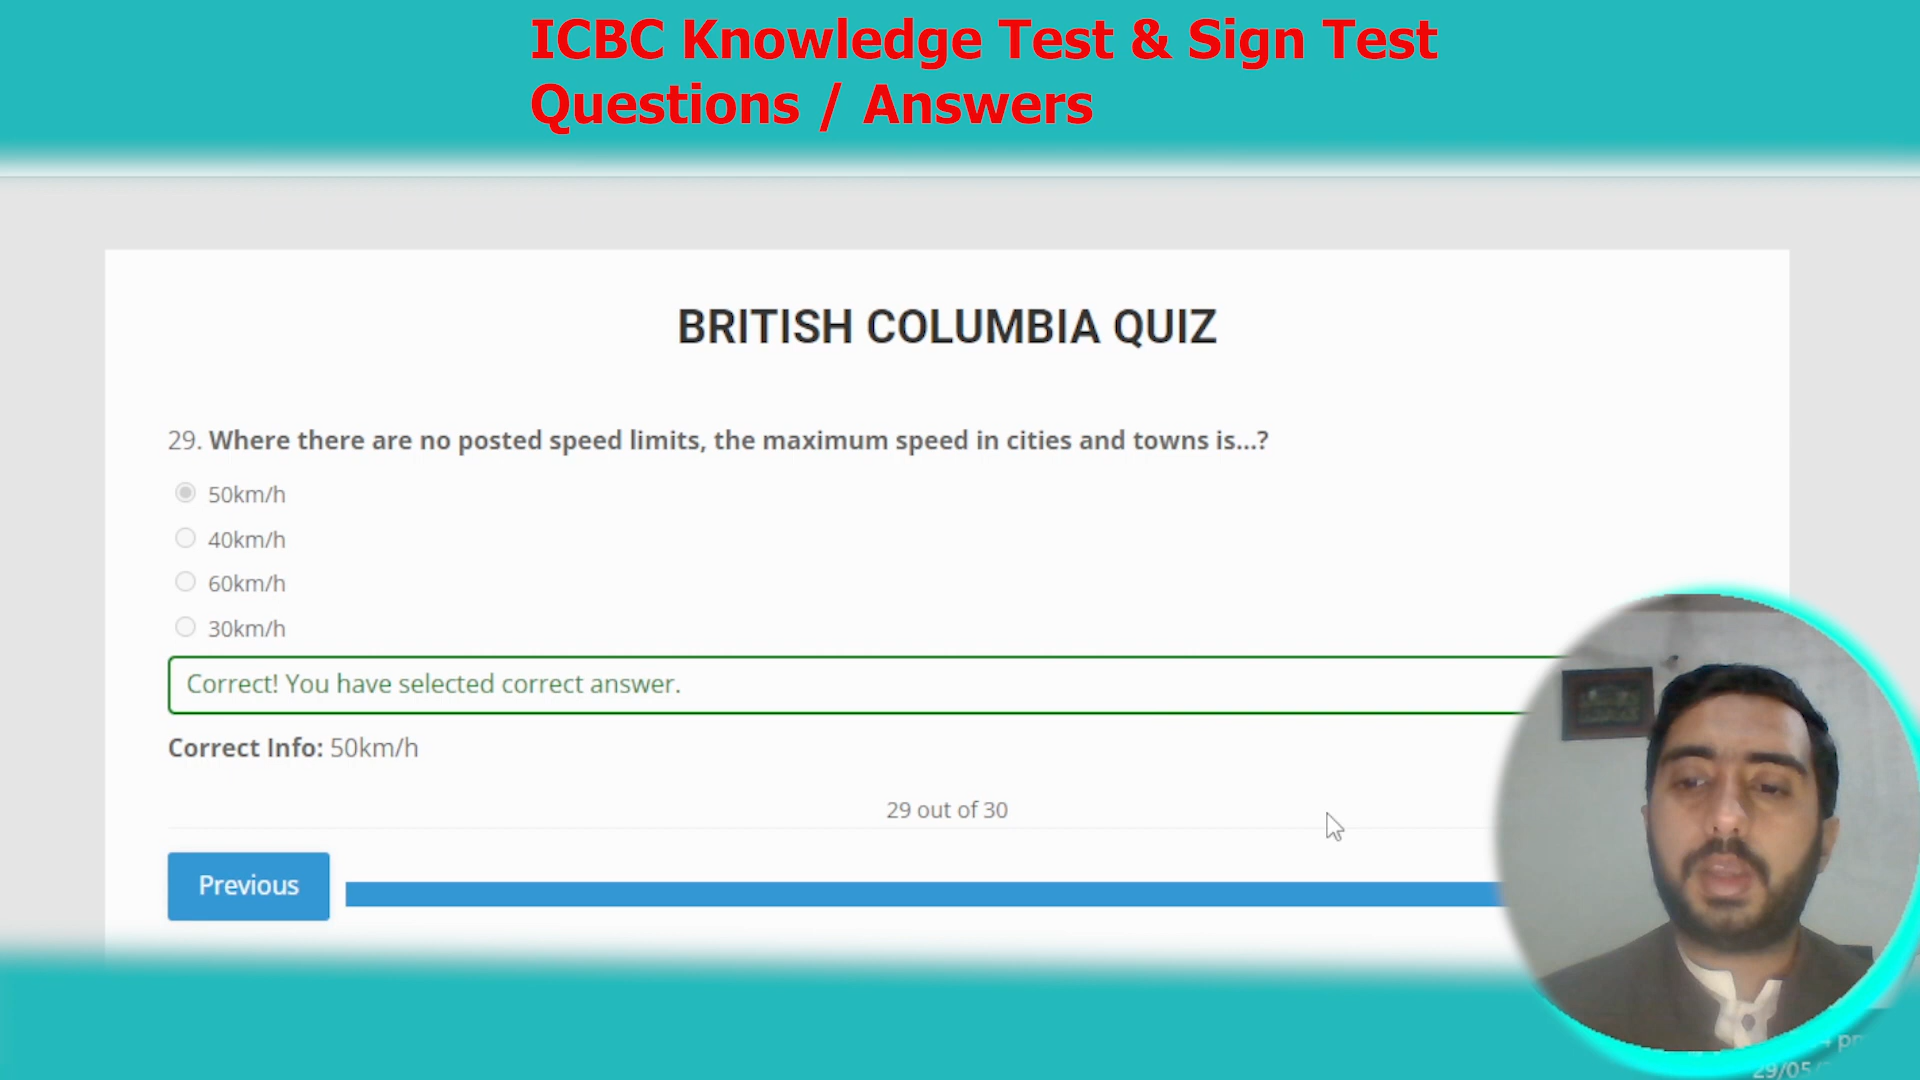 ICBC Knowledge Test & Sign Test
Questions / Answers
BRITISH COLUMBIA QUIZ
29. Where there are no posted speed limits, the maximum speed in cities and towns is...?
50km/h
40km/h
60km/h
30km/h
Correct! You have selected correct answer.
Correct Info: 50km/h
29 out of 30
Previous
29/05